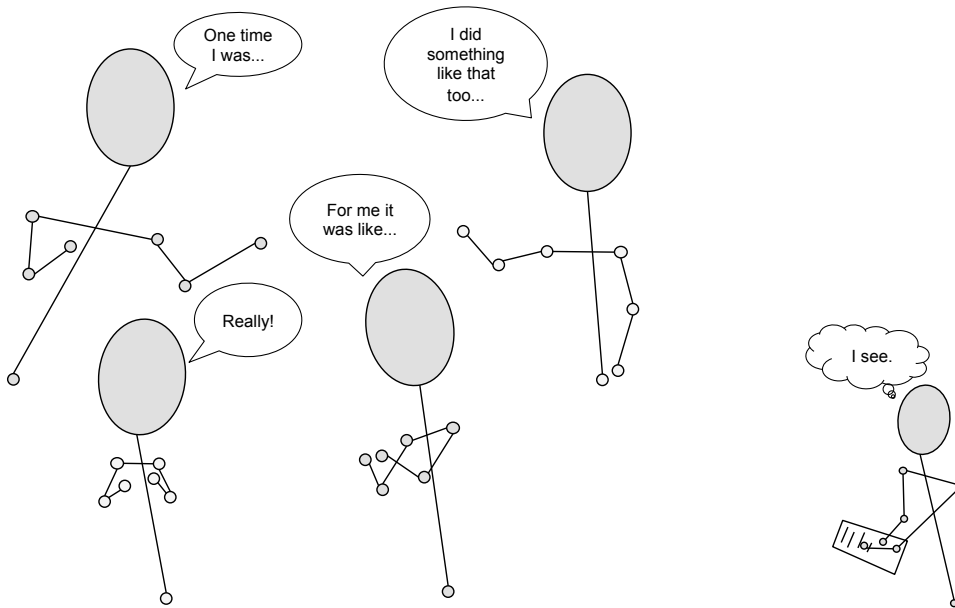 One time
I was...
I did
something
like that
too...
For me it
was like...
Really!
I see.